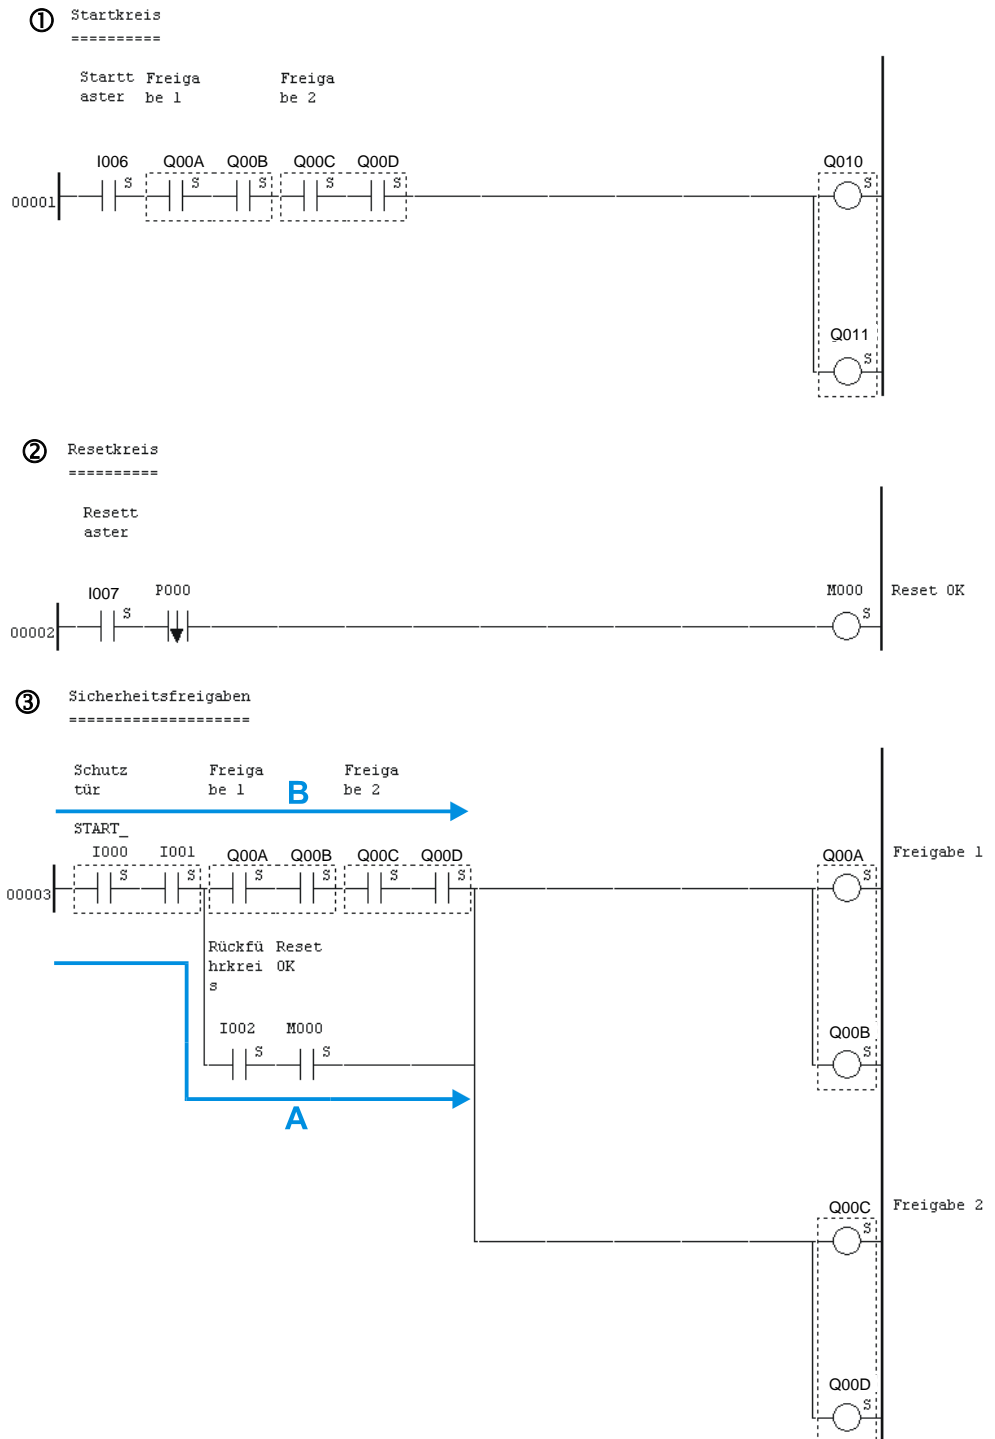 ① Startkreis
==========
Startt Freiga Freiga
aster be 1 be 2
I006 Q00A Q00B Q00C Q00D Q010
S S S S S S
00001
Q011
S
② Resetkreis
==========
Resett
aster
I007 P000 M000 Reset OK
S S
00002
③ Sicherheitsfreigaben
====================
Schutz Freiga Freiga
tür be 1 B be 2
START_
I000 I001 Q00A Q00B Q00C Q00D Q00A Freigabe 1
S S S S S S S
00003
Rückfü Reset
hrkrei OK
s
I002 M000 Q00B
S S S
A
Q00C Freigabe 2
S
Q00D
S